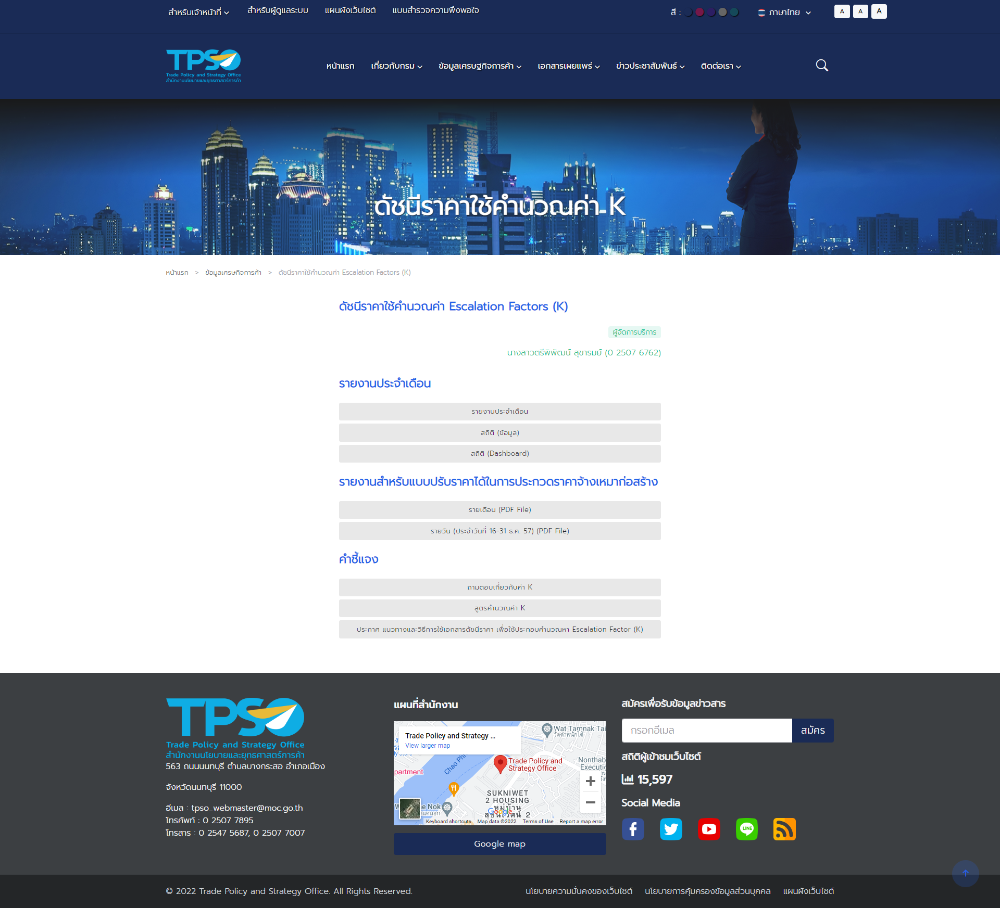 สำหรับเจ้าหน้าที่
สำหรับผู้ดูแลระบบ
แผนผังเว็บไซต์
แบบสำรวจความพึงพอใจ
สี :
ภาษาไทย
A
A
A
TPSO
Trade Policy and Strategy Office
สำนักงานนโยบายและยุทธศาสตร์การค้า
หน้าแรก
เกี่ยวกับกรม
ข้อมูลเศรษฐกิจการค้า
เอกสารเผยแพร่
ข่าวประชาสัมพันธ์
ติดต่อเรา
ดัชนีราคาใช้คำนวณค่า K
หน้าแรก > ข้อมูลเศรษกิจการค้า > ดัชนีราคาใช้คำนวณค่า Escalation Factors (K)
ดัชนีราคาใช้คำนวณค่า Escalation Factors (K)
ผู้จัดการบริการ
นางสาวตรีพิพัฒน์ สุขารมย์ (0 2507 6762)
รายงานประจำเดือน
รายงานประจำเดือน
สถิติ (ข้อมูล)
สถิติ (Dashboard)
รายงานสำหรับแบบปรับราคาได้ในการประกวดราคาจ้างเหมาก่อสร้าง
รายเดือน (PDF File)
รายวัน (ประจำวันที่ 16-31 ธ.ค. 57) (PDF File)
คำชี้แจง
ถามตอบเกี่ยวกับค่า K
สูตรคำนวณค่า K
ประกาศ แนวทางและวิธีการใช้เอกสารดัชนีราคา เพื่อใช้ประกอบคำนวณหา Escalation Factor (K)
TPSO
Trade Policy and Strategy Office
สำนักงานนโยบายและยุทธศาสตร์การค้า
563 ถนนนนทบุรี ตำบลบางกระสอ อำเภอเมือง
จังหวัดนนทบุรี 11000
อีเมล : tpso_webmaster@moc.go.th
โทรศัพท์ : 0 2507 7895
โทรสาร : 0 2547 5687, 0 2507 7007
แผนที่สำนักงาน
Trade Policy and Strategy ...
View larger map
Wat Tamnak Tai
วัดตำหนักใต้
Chao Phr
Trade Policy and
Strategy Office
Nonthab
Executi
partment
SUKNIWET
2 HOUSING
หมู่บ้าน
สุขนิเวศน์ 2
Google
Keyboard shortcuts
Map data ©2022
Terms of Use
Report a map error
Google map
สมัครเพื่อรับข้อมูลข่าวสาร
กรอกอีเมล
สมัคร
สถิติผู้เข้าชมเว็บไซต์
15,597
Social Media
LINE
© 2022 Trade Policy and Strategy Office. All Rights Reserved.
นโยบายความมั่นคงของเว็บไซต์
นโยบายการคุ้มครองข้อมูลส่วนบุคคล
แผนผังเว็บไซต์